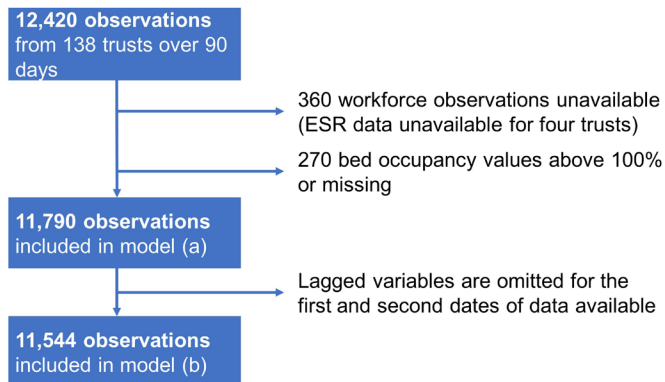 12,420 observations
from 138 trusts over 90
days
360 workforce observations unavailable
(ESR data unavailable for four trusts)
270 bed occupancy values above 100%
or missing
11,790 observations
included in model (a)
Lagged variables are omitted for the
first and second dates of data available
11,544 observations
included in model (b)